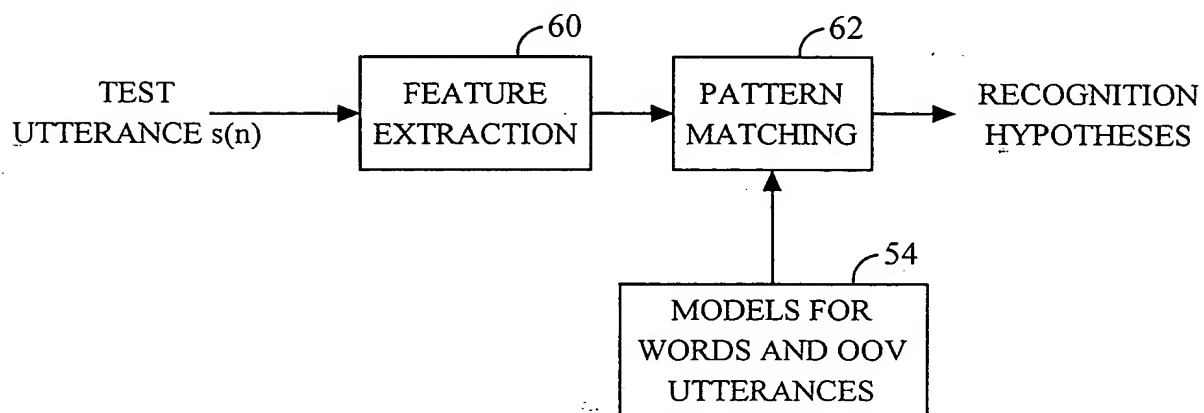 60
62
TEST
UTTERANCE s(n)
FEATURE
EXTRACTION
PATTERN
MATCHING
RECOGNITION
HYPOTHESES
54
MODELS FOR
WORDS AND OOV
UTTERANCES